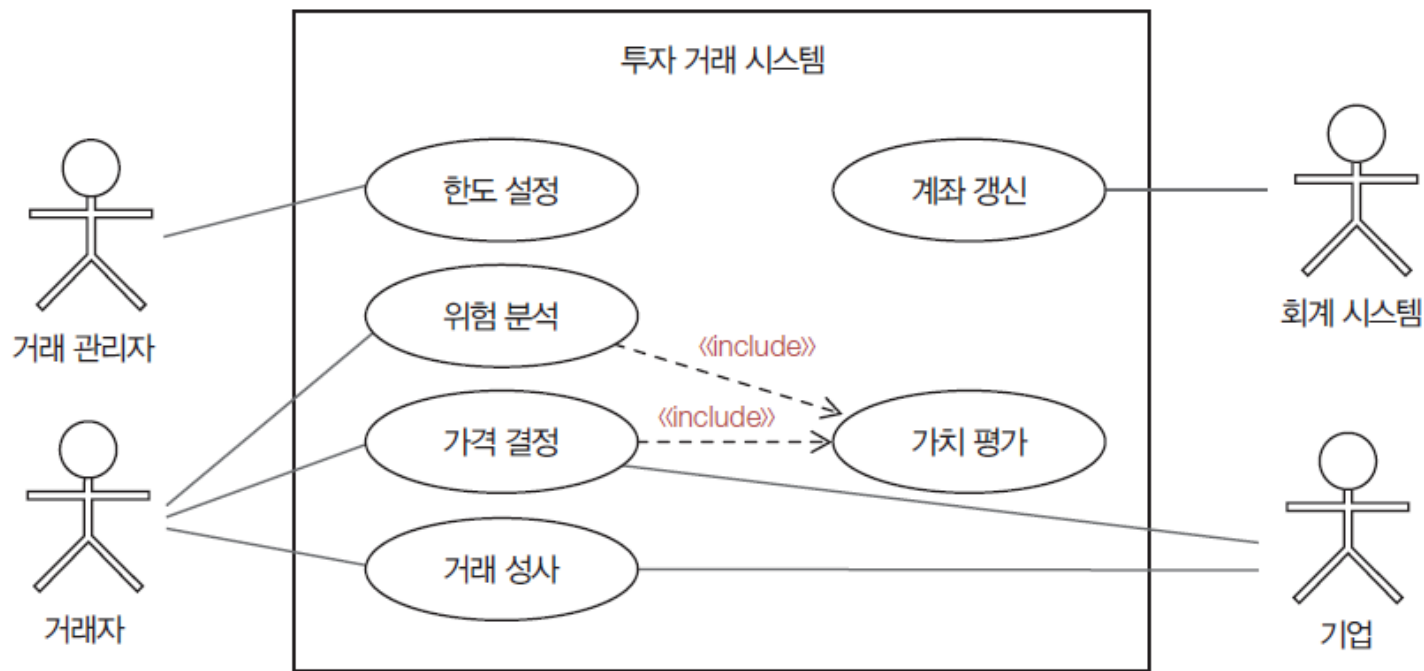 투자 거래 시스템
한도 설정
계좌 갱신
거래 관리자
회계 시스템
위험 분석
«include»
«include»
가격 결정
가치 평가
거래 성사
거래자
기업